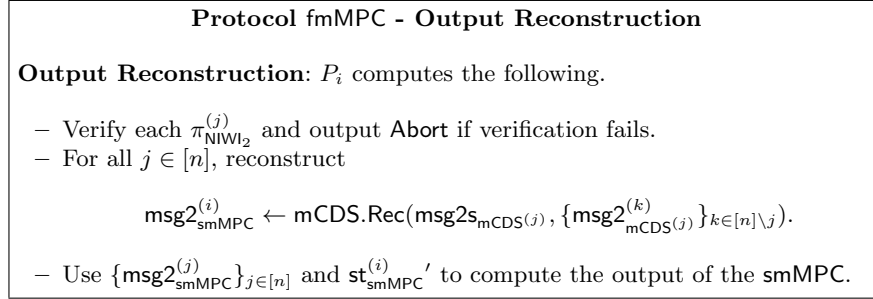 Protocol fmMPC - Output Reconstruction
Output Reconstruction: P_i computes the following.
– Verify each π^{(j)}_{NIWI_2} and output Abort if verification fails.
– For all j ∈ [n], reconstruct
msg2^{(i)}_{smMPC} ← mCDS.Rec(msg2s_{mCDS^{(j)}}, {msg2^{(k)}_{mCDS^{(j)}}}_{k∈[n]\j}).
– Use {msg2^{(j)}_{smMPC}}_{j∈[n]} and st^{(i)}_{smMPC}′ to compute the output of the smMPC.